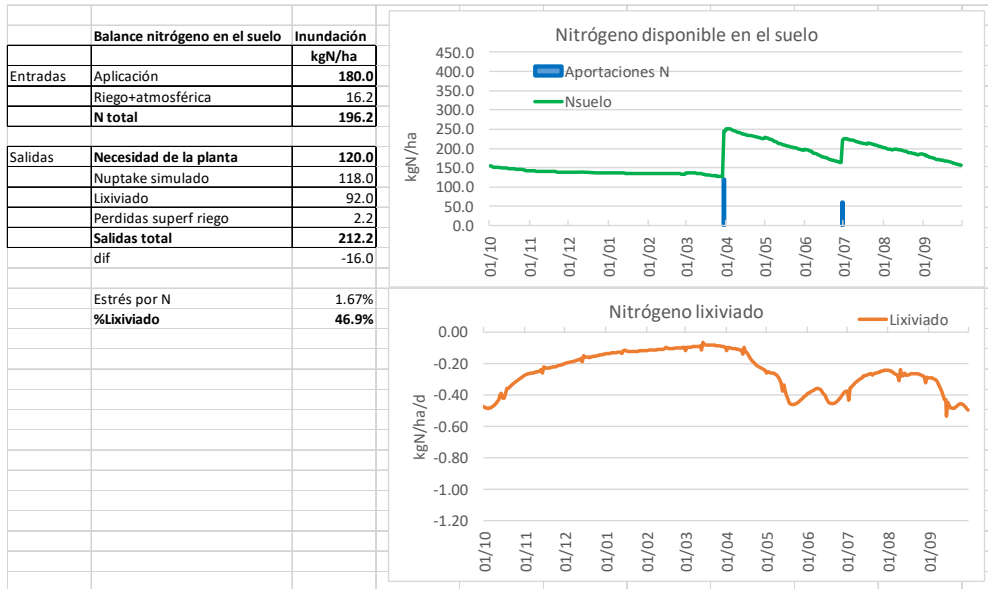 Balance nitrógeno en el suelo Inundación
kgN/ha
Entradas Aplicación 180.0
Riego+atmosférica 16.2
N total 196.2
Salidas Necesidad de la planta 120.0
Nuptake simulado 118.0
Lixiviado 92.0
Perdidas superf riego 2.2
Salidas total 212.2
dif -16.0
Estrés por N 1.67%
%Lixiviado 46.9%
Nitrógeno disponible en el suelo
Aportaciones N
Nsuelo
kgN/ha
450.0
400.0
350.0
300.0
250.0
200.0
150.0
100.0
50.0
0.0
01/10 01/11 01/12 01/01 01/02 01/03 01/04 01/05 01/06 01/07 01/08 01/09
Nitrógeno lixiviado
Lixiviado
kgN/ha/d
0.00
-0.20
-0.40
-0.60
-0.80
-1.00
-1.20
01/10 01/11 01/12 01/01 01/02 01/03 01/04 01/05 01/06 01/07 01/08 01/09